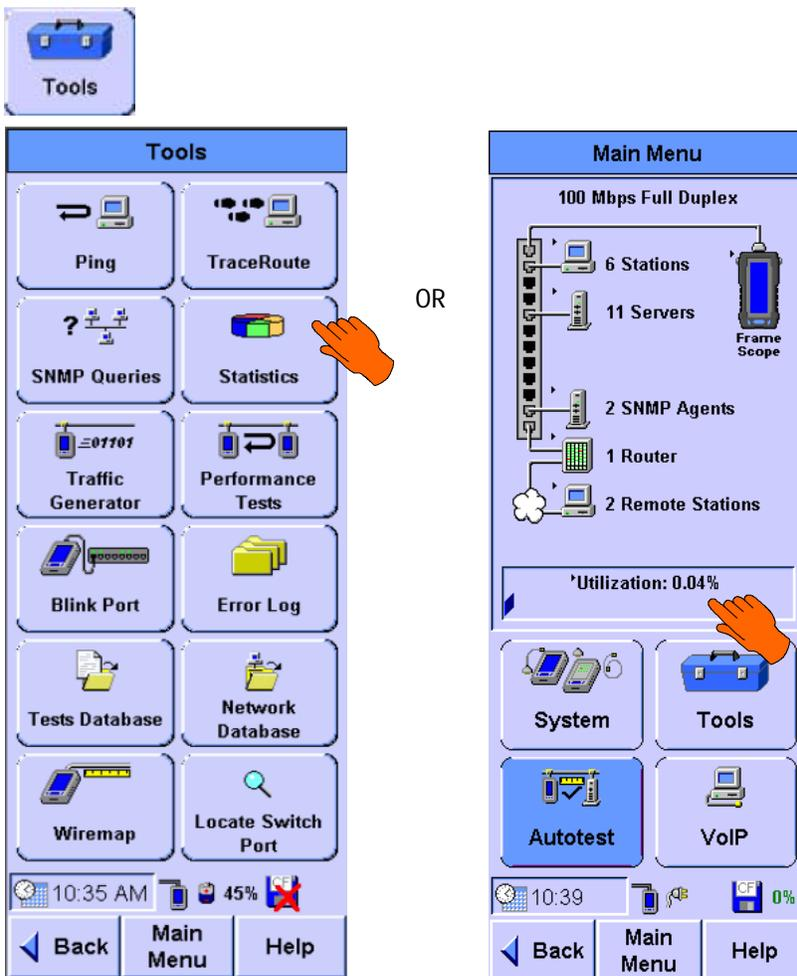 Tools
Tools
Ping
TraceRoute
SNMP Queries
Statistics
=01101
Traffic
Generator
Performance
Tests
Blink Port
Error Log
Tests Database
Network
Database
Wiremap
Locate Switch
Port
10:35 AM
45%
CF
Back
Main
Menu
Help
OR
Main Menu
100 Mbps Full Duplex
6 Stations
11 Servers
Frame
Scope
2 SNMP Agents
1 Router
2 Remote Stations
Utilization: 0.04%
System
Tools
Autotest
VoIP
10:39
CF
0%
Back
Main
Menu
Help